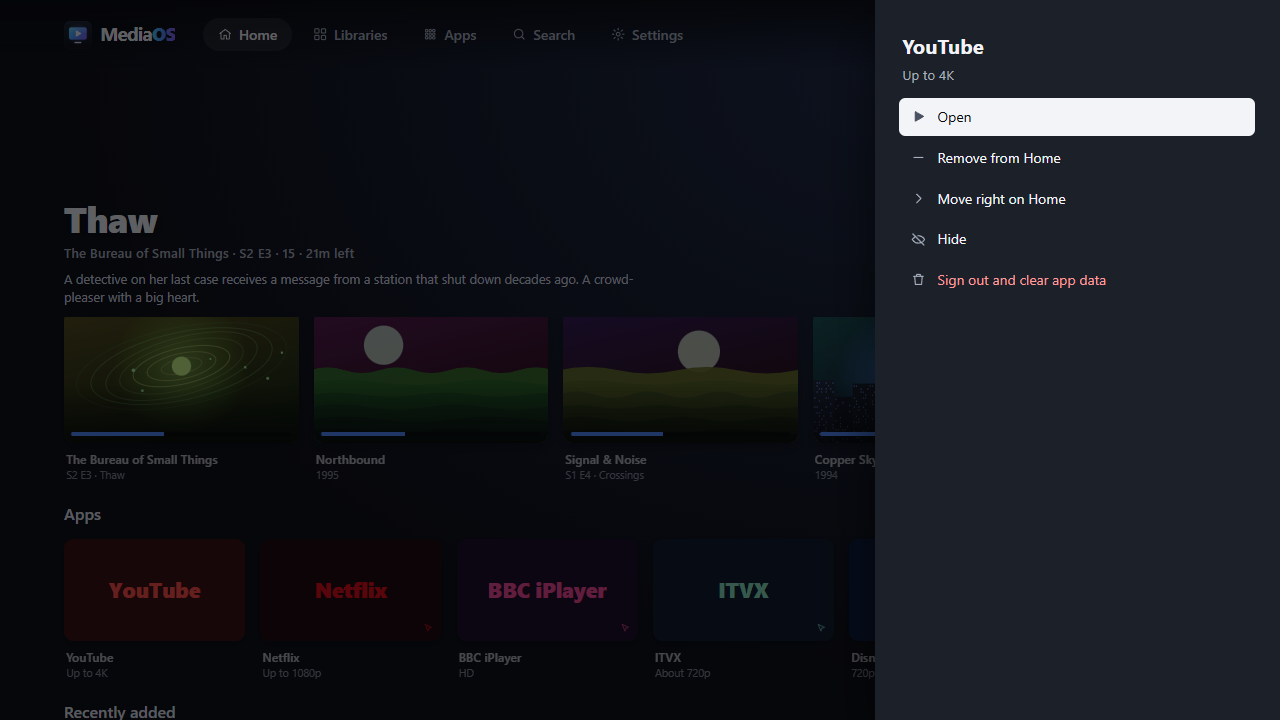 MediaOS
Home
Libraries
Apps
Search
Settings
Thaw
The Bureau of Small Things · S2 E3 · 15 · 21m left
A detective on her last case receives a message from a station that shut down decades ago. A crowd-
pleaser with a big heart.
The Bureau of Small Things
S2 E3 · Thaw
Northbound
1995
Signal & Noise
S1 E4 · Crossings
Copper Sky
1994
Apps
YouTube
Netflix
BBC iPlayer
ITVX
YouTube
Up to 4K
Netflix
Up to 1080p
BBC iPlayer
HD
ITVX
About 720p
Disn
720p
Recently added
YouTube
Up to 4K
Open
Remove from Home
Move right on Home
Hide
Sign out and clear app data